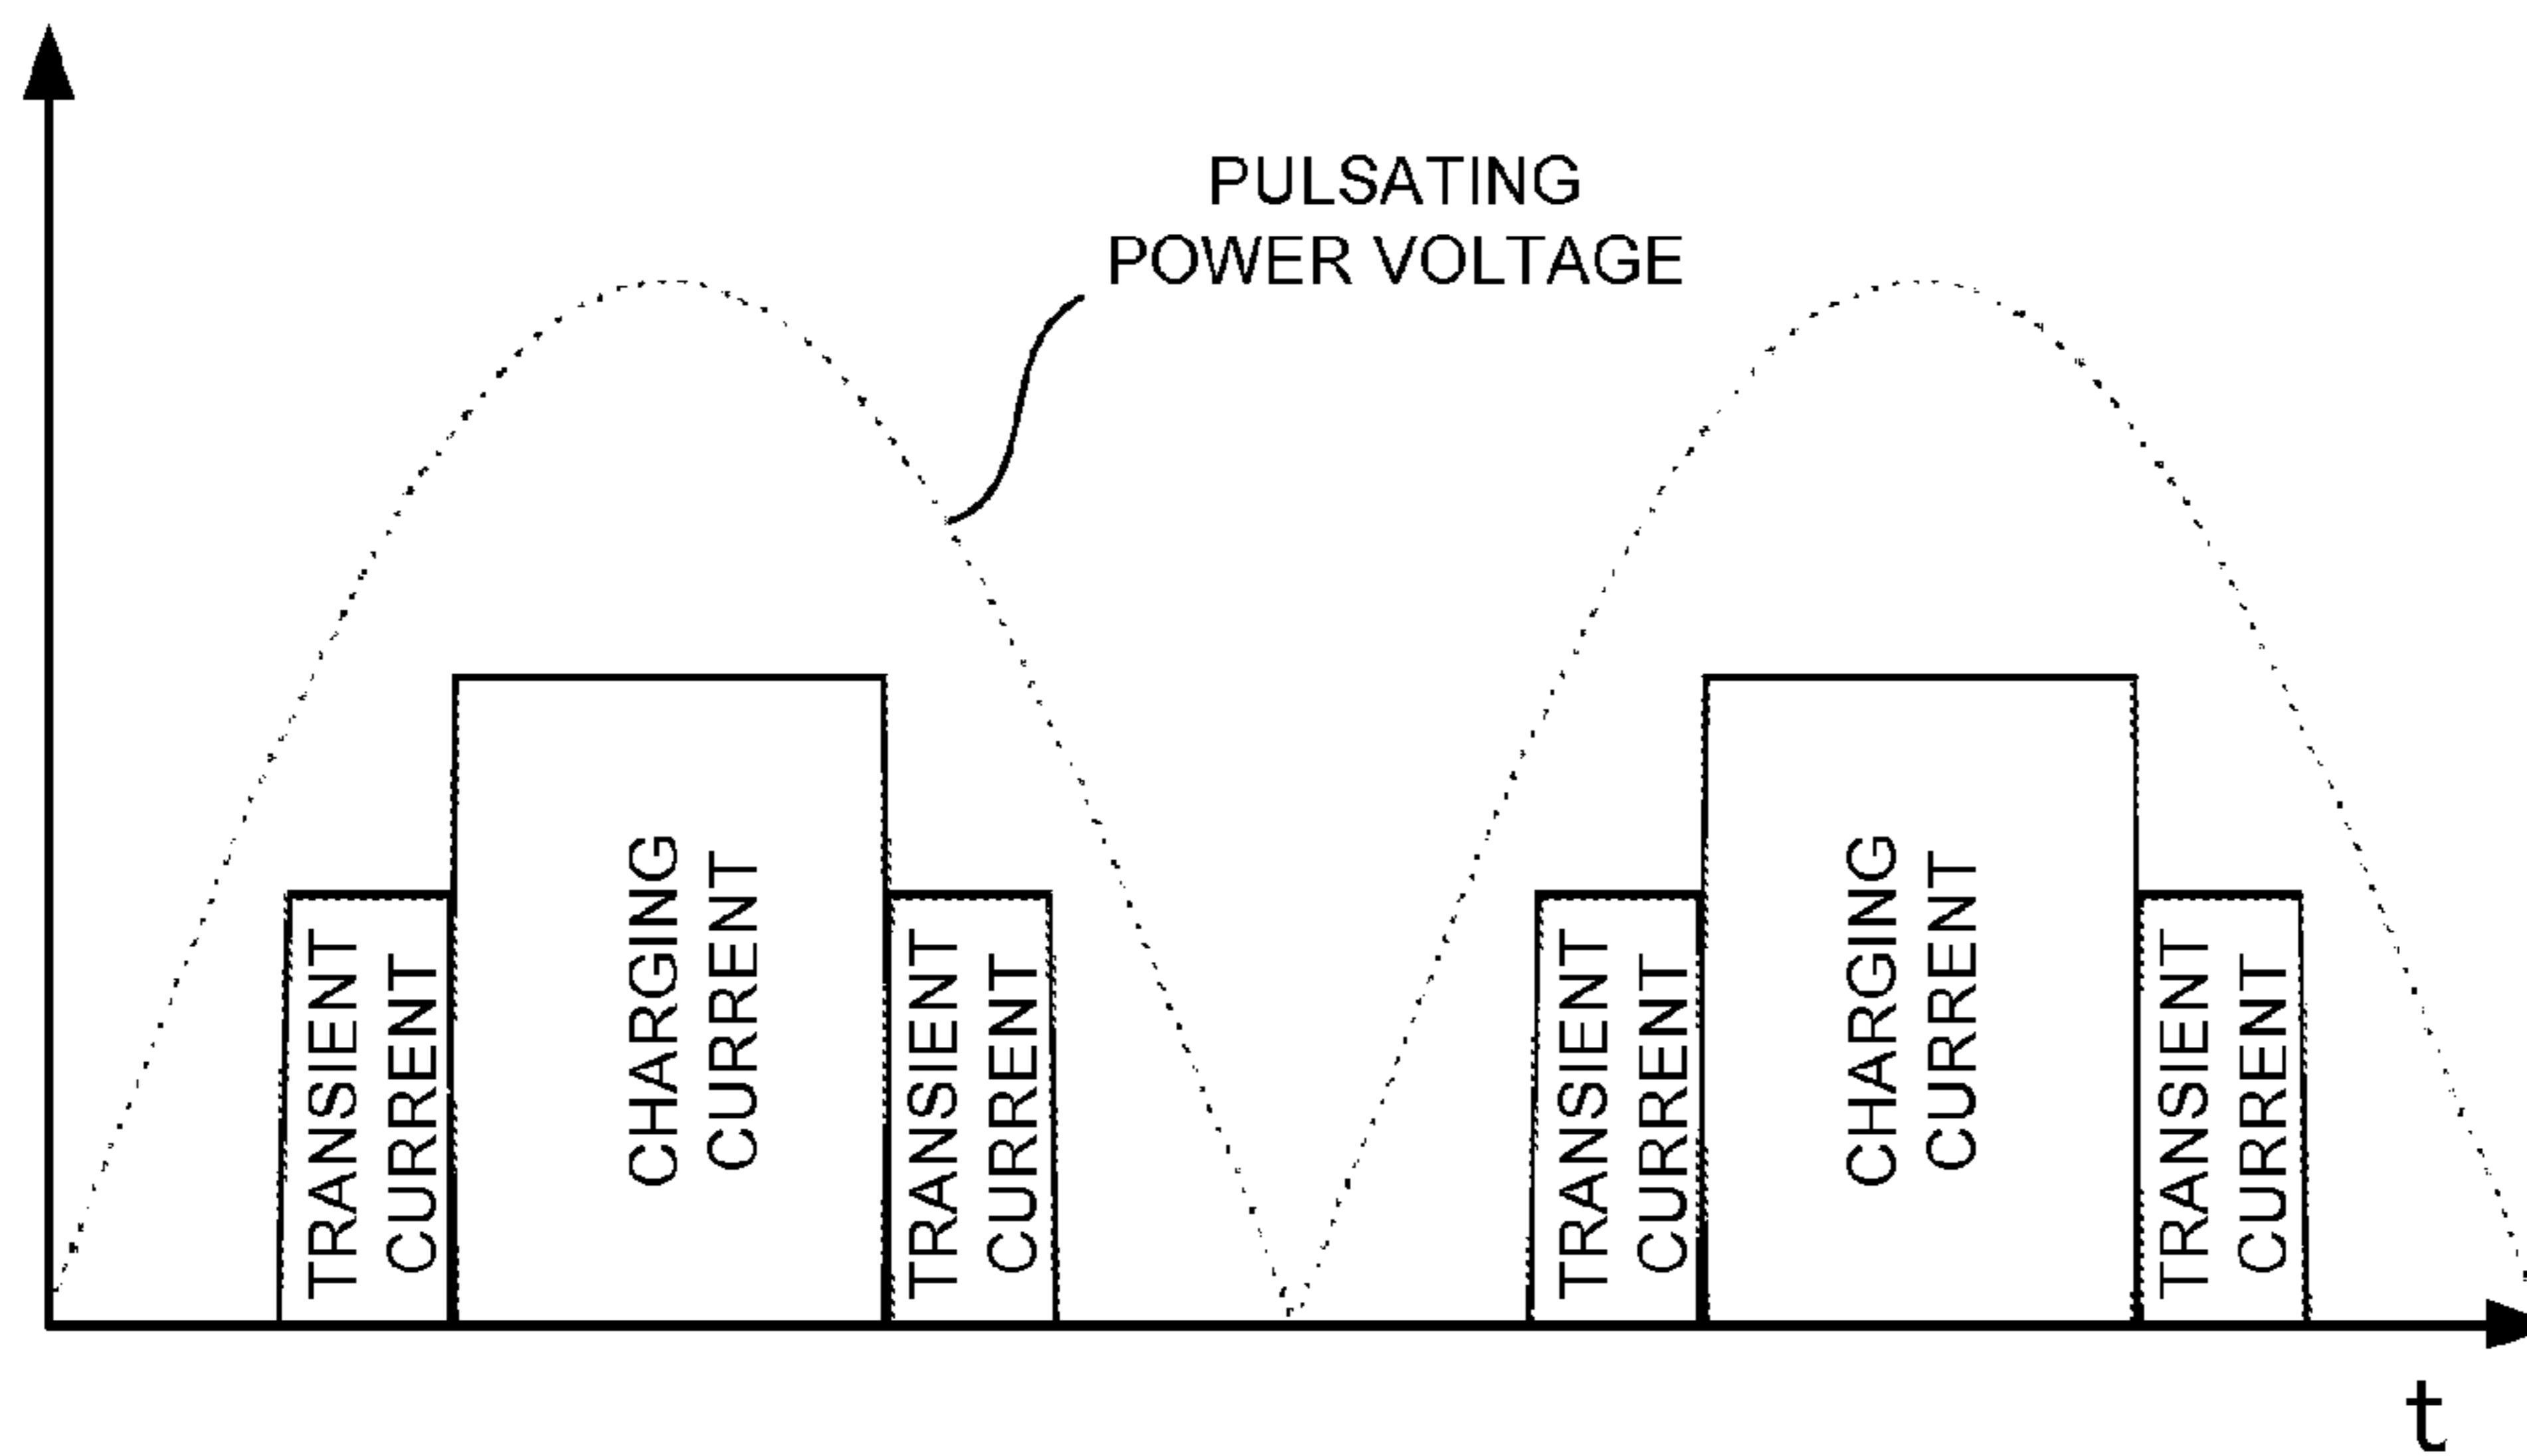 PULSATING
POWER VOLTAGE
TRANSIENT
CURRENT
CHARGING
CURRENT
TRANSIENT
CURRENT
TRANSIENT
CURRENT
CHARGING
CURRENT
TRANSIENT
CURRENT
t